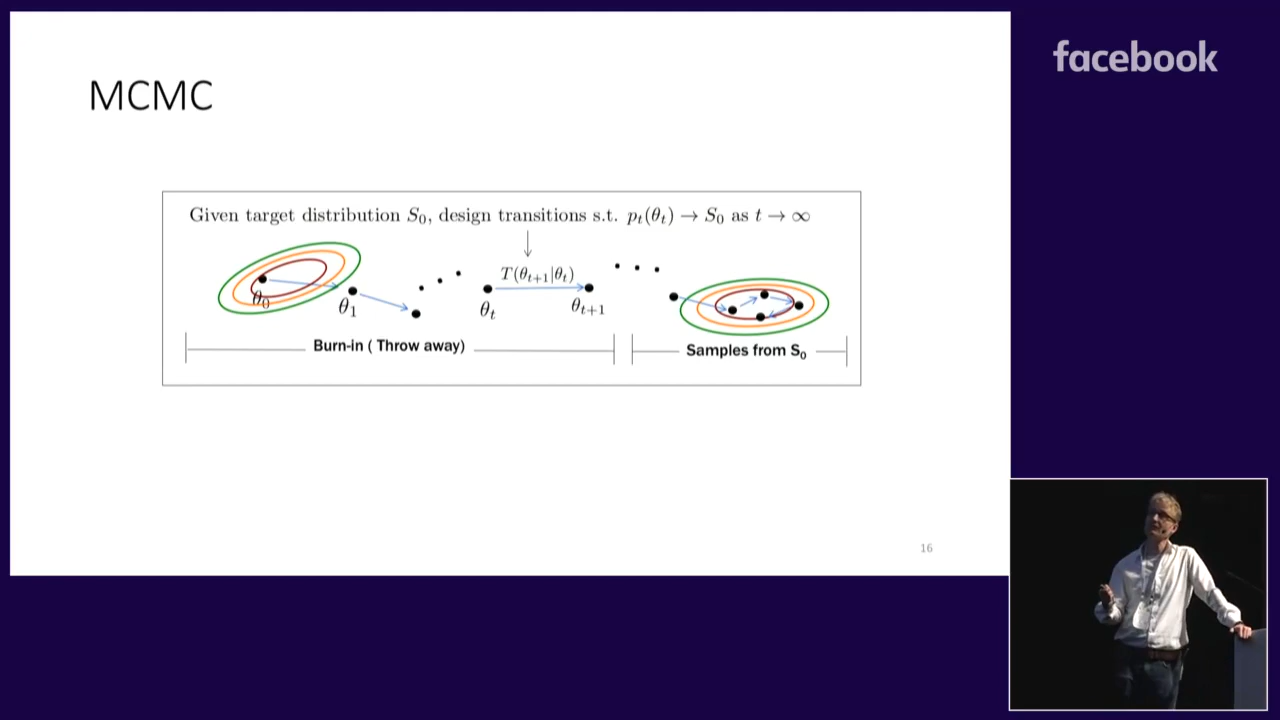 facebook
MCMC
Given target distribution S₀, design transitions s.t. pₜ(θₜ) → S₀ as t → ∞
T(θₜ₊₁|θₜ)
θ₀
θ₁
θₜ
θₜ₊₁
Burn-in ( Throw away)
Samples from S₀
16